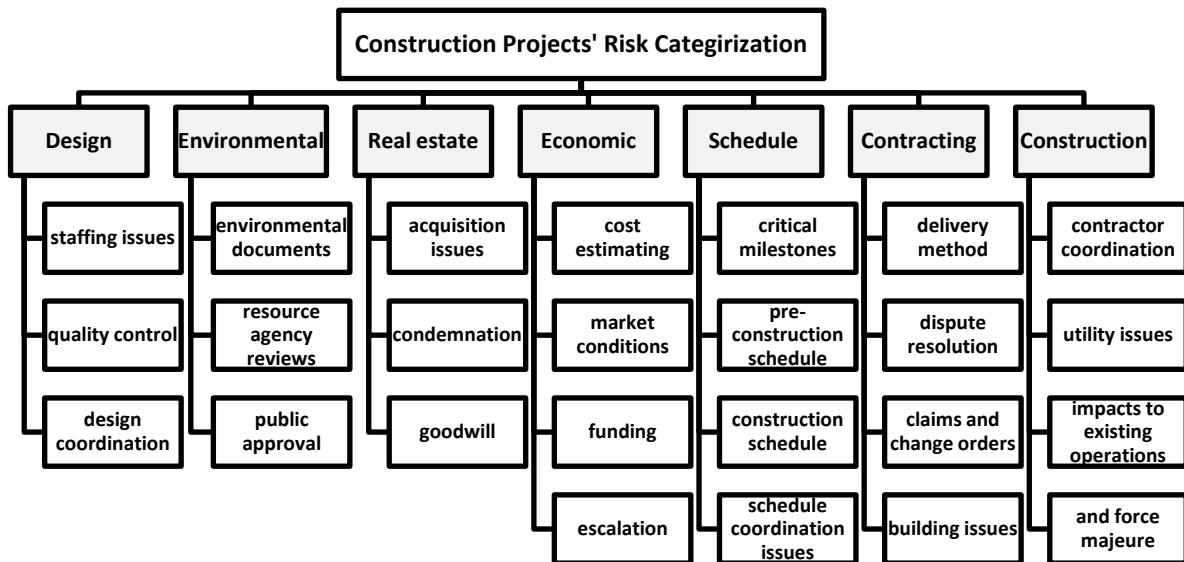 Construction Projects' Risk Categirization
Design
Environmental
Real estate
Economic
Schedule
Contracting
Construction
staffing issues
quality control
design
coordination
environmental
documents
resource
agency
reviews
public
approval
acquisition
issues
condemnation
goodwill
cost
estimating
market
conditions
funding
escalation
critical
milestones
pre-
construction
schedule
construction
schedule
schedule
coordination
issues
delivery
method
dispute
resolution
claims and
change orders
building issues
contractor
coordination
utility issues
impacts to
existing
operations
and force
majeure